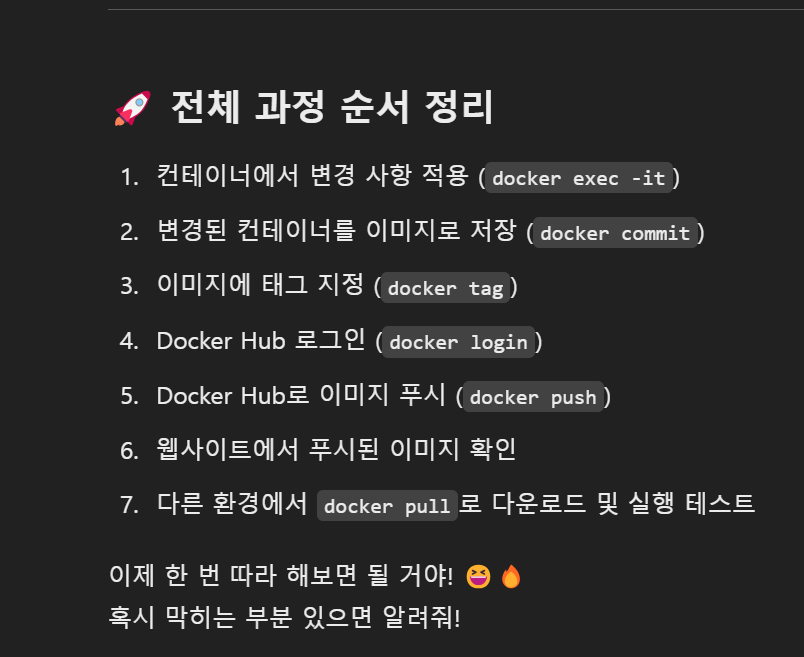 🚀 전체 과정 순서 정리
1. 컨테이너에서 변경 사항 적용 (docker exec -it)
2. 변경된 컨테이너를 이미지로 저장 (docker commit)
3. 이미지에 태그 지정 (docker tag)
4. Docker Hub 로그인 (docker login)
5. Docker Hub로 이미지 푸시 (docker push)
6. 웹사이트에서 푸시된 이미지 확인
7. 다른 환경에서 docker pull로 다운로드 및 실행 테스트
이제 한 번 따라 해보면 될 거야! 😆🔥
혹시 막히는 부분 있으면 알려줘!